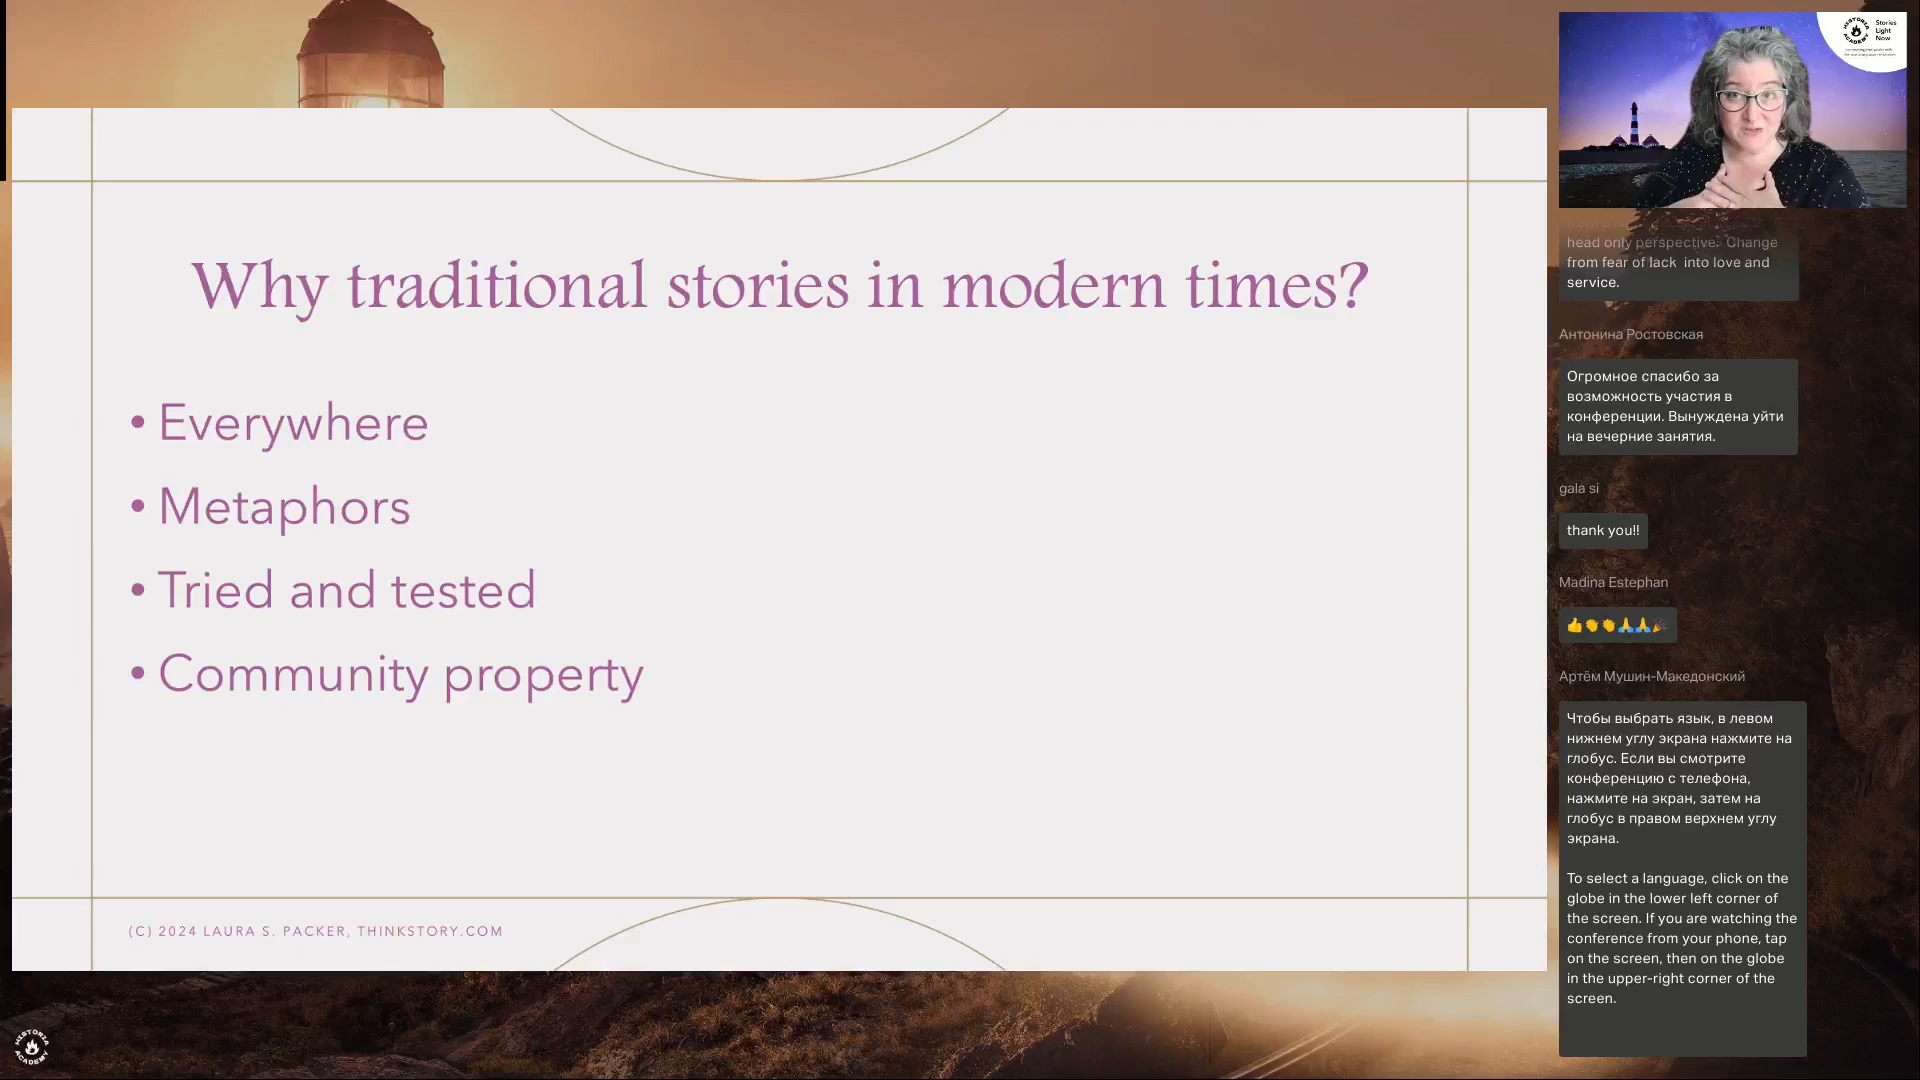 Why traditional stories in modern times?
• Everywhere
• Metaphors
• Tried and tested
• Community property
(C) 2024 LAURA S. PACKER, THINKSTORY.COM
HISTORIA
ACADEMY
HISTORIA
ACADEMY
Stories
Light
Now
head only perspective. Change
from fear of lack into love and
service.
Антонина Ростовская
Огромное спасибо за
возможность участия в
конференции. Вынуждена уйти
на вечерние занятия.
gala si
thank you!!
Madina Estephan
👍👏👏🙏🙏🎉
Артём Мушин-Македонский
Чтобы выбрать язык, в левом
нижнем углу экрана нажмите на
глобус. Если вы смотрите
конференцию с телефона,
нажмите на экран, затем на
глобус в правом верхнем углу
экрана.
To select a language, click on the
globe in the lower left corner of
the screen. If you are watching the
conference from your phone, tap
on the screen, then on the globe
in the upper-right corner of the
screen.